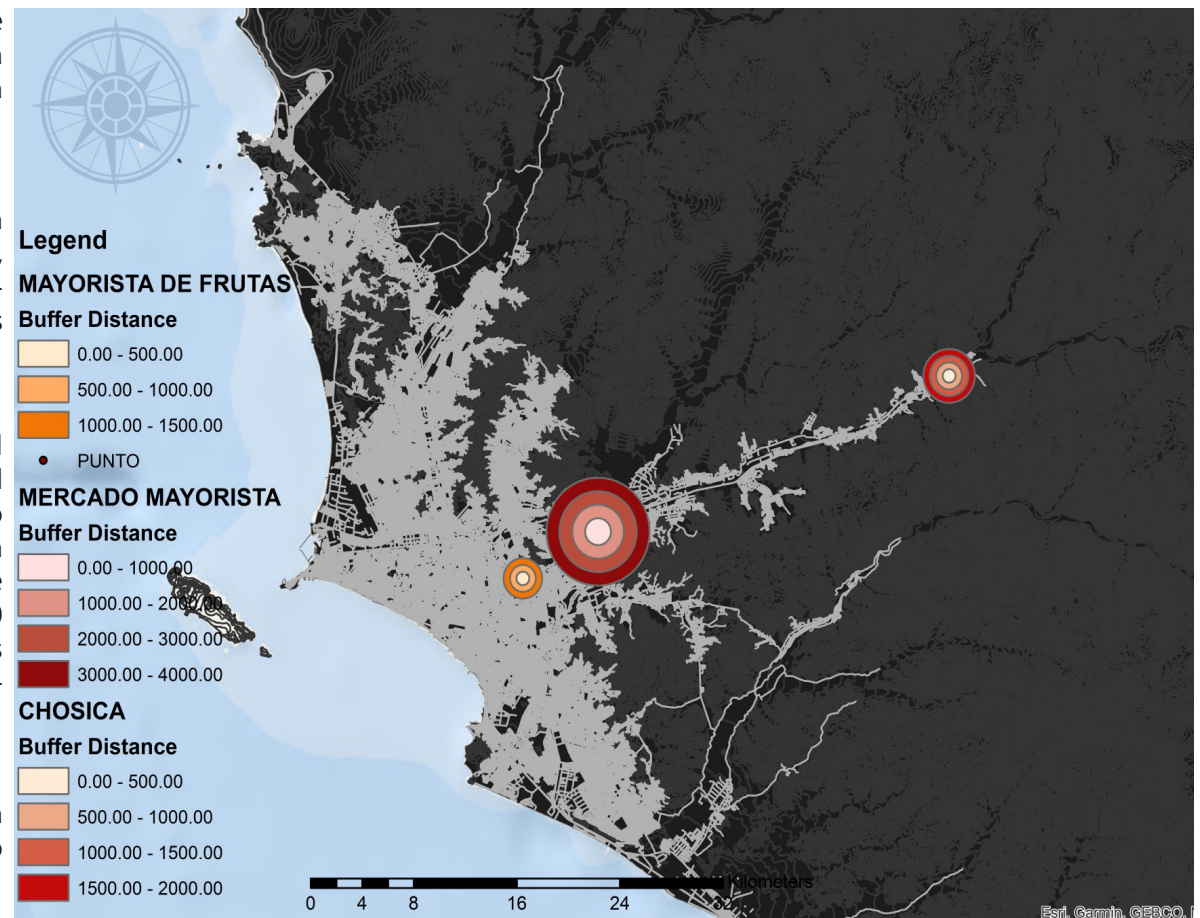 Legend
MAYORISTA DE FRUTAS
Buffer Distance
0.00 - 500.00
500.00 - 1000.00
1000.00 - 1500.00
PUNTO
MERCADO MAYORISTA
Buffer Distance
0.00 - 1000.00
1000.00 - 2000.00
2000.00 - 3000.00
3000.00 - 4000.00
CHOSICA
Buffer Distance
0.00 - 500.00
500.00 - 1000.00
1000.00 - 1500.00
1500.00 - 2000.00
Kilometers
0 4 8 16 24 32
Esri, Garmin, GEBCO,